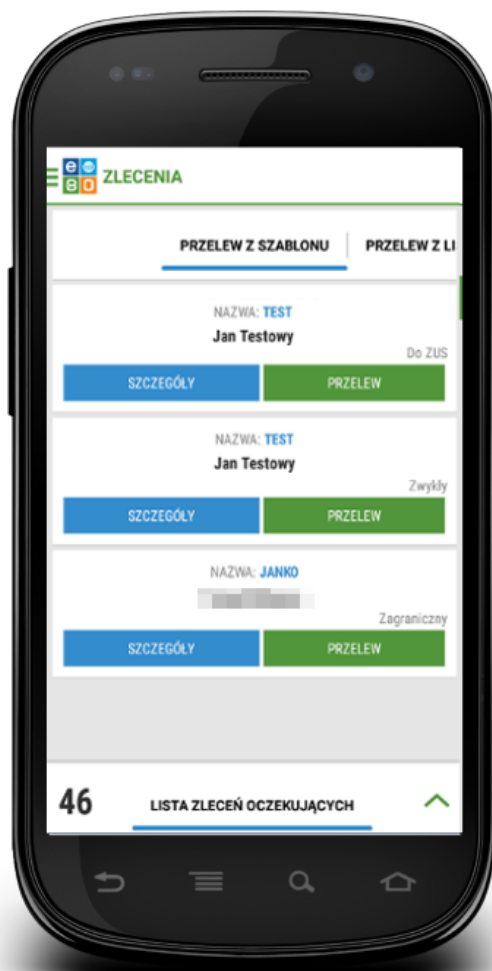 ZLECENIA
PRZELEW Z SZABLONU PRZELEW Z
NAZWA: TEST
Jan Testowy
Do ZUS
SZCZEGÓŁY PRZELEW
NAZWA: TEST
Jan Testowy
Zwykły
SZCZEGÓŁY PRZELEW
NAZWA: JANKO
Zagraniczny
SZCZEGÓŁY PRZELEW
46 LISTA ZLECEŃ OCZEKUJĄCYCH